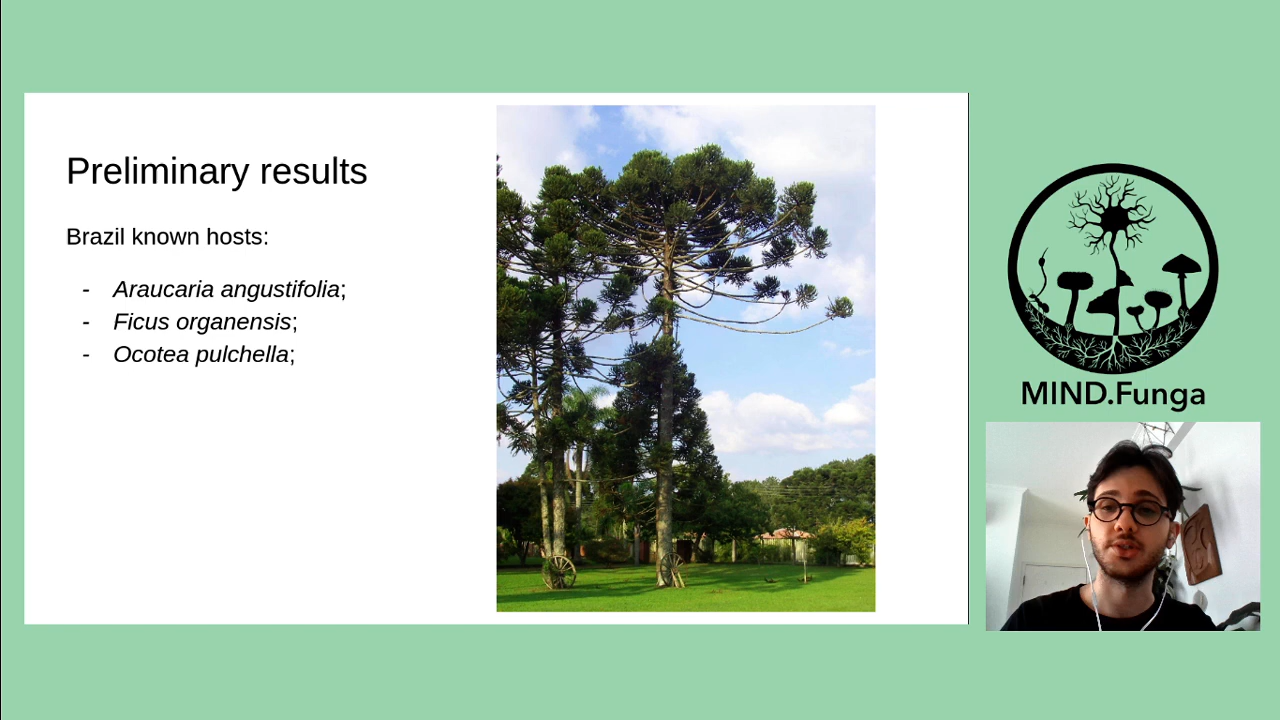 Preliminary results
Brazil known hosts:
- Araucaria angustifolia;
- Ficus organensis;
- Ocotea pulchella;
MIND.Funga